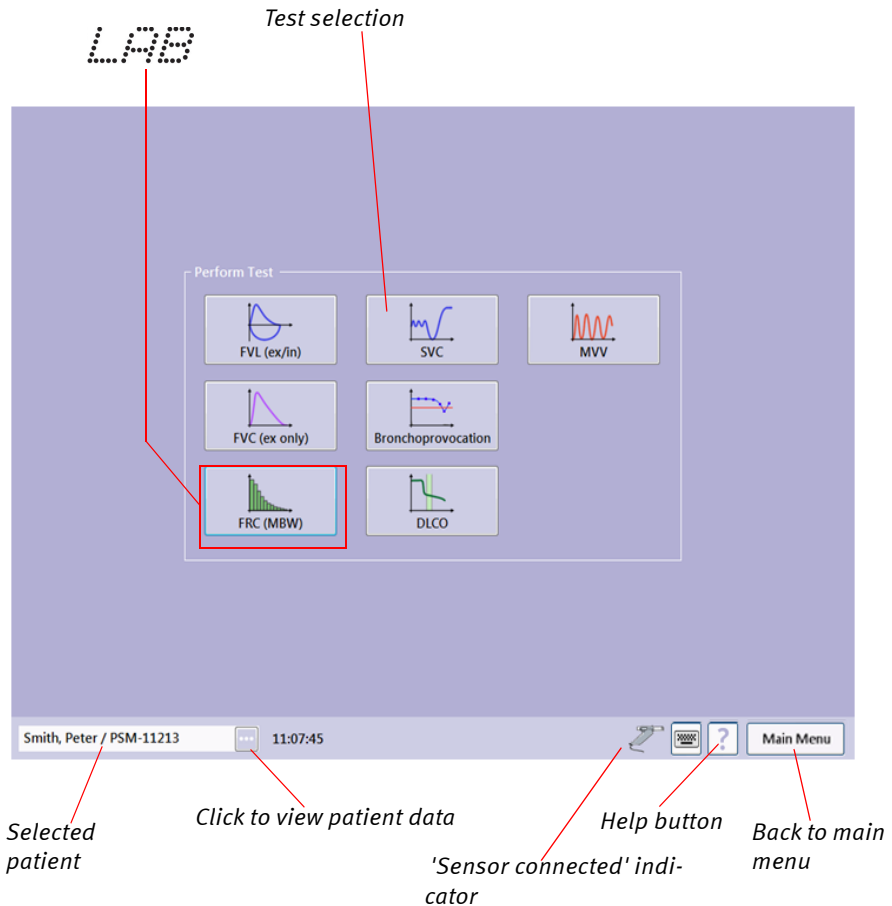 Test selection
LAB
Perform Test
FVL (ex/in)
SVC
MVV
FVC (ex only)
Bronchoprovocation
FRC (MBW)
DLCO
Smith, Peter / PSM-11213
...
11:07:45
?
Main Menu
Selected
patient
Click to view patient data
'Sensor connected' indi-
cator
Help button
Back to main
menu